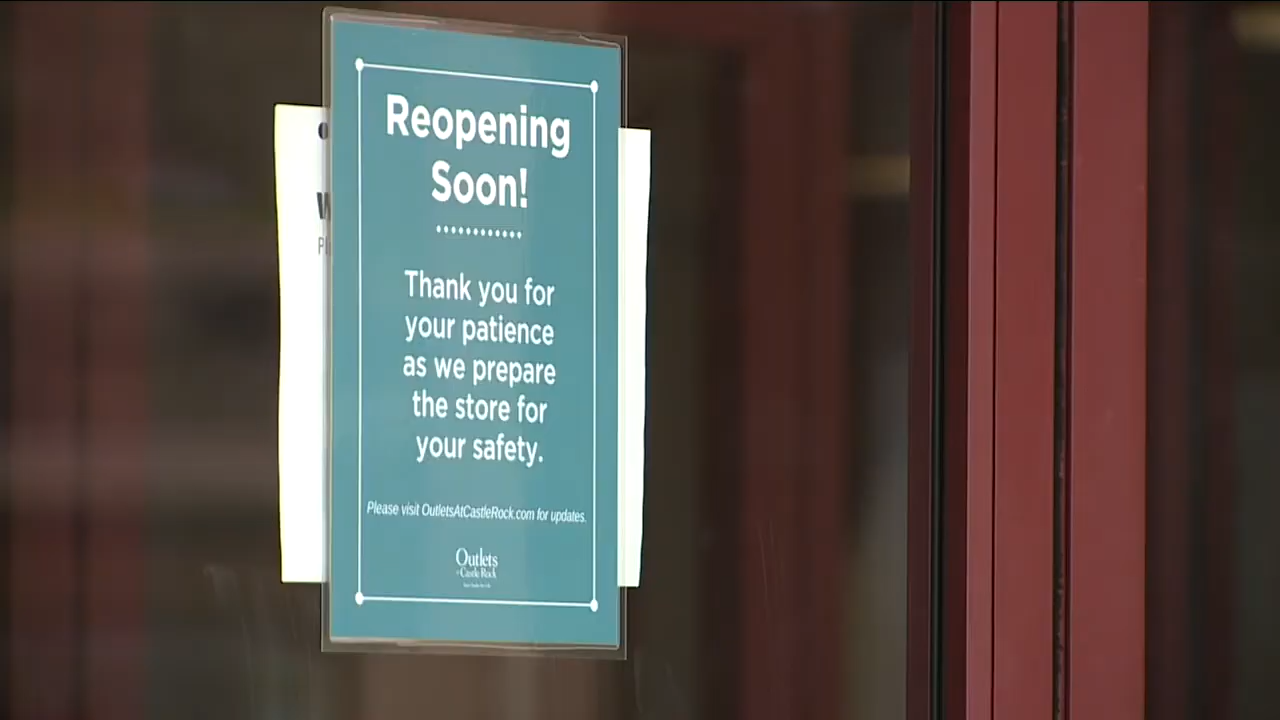 Reopening
Soon!
Thank you for
your patience
as we prepare
the store for
your safety.
Please visit OutletsAtCastleRock.com for updates.
Outlets
at Castle Rock